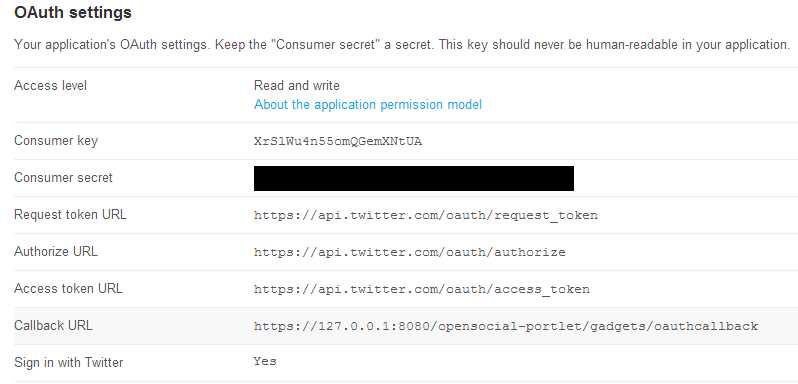 OAuth settings
Your application's OAuth settings. Keep the "Consumer secret" a secret. This key should never be human-readable in your application.
Access level Read and write
About the application permission model
Consumer key XrSlWu4n55omQGemXNtUA
Consumer secret
Request token URL https://api.twitter.com/oauth/request_token
Authorize URL https://api.twitter.com/oauth/authorize
Access token URL https://api.twitter.com/oauth/access_token
Callback URL https://127.0.0.1:8080/opensocial-portlet/gadgets/oauthcallback
Sign in with Twitter Yes